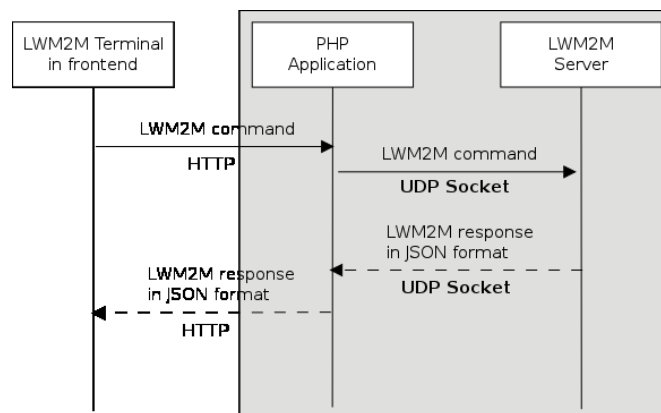 LWM2M Terminal
in frontend
PHP
Application
LWM2M
Server
LWM2M command
HTTP
LWM2M command
UDP Socket
LWM2M response
in JSON format
UDP Socket
LWM2M response
in JSON format
HTTP